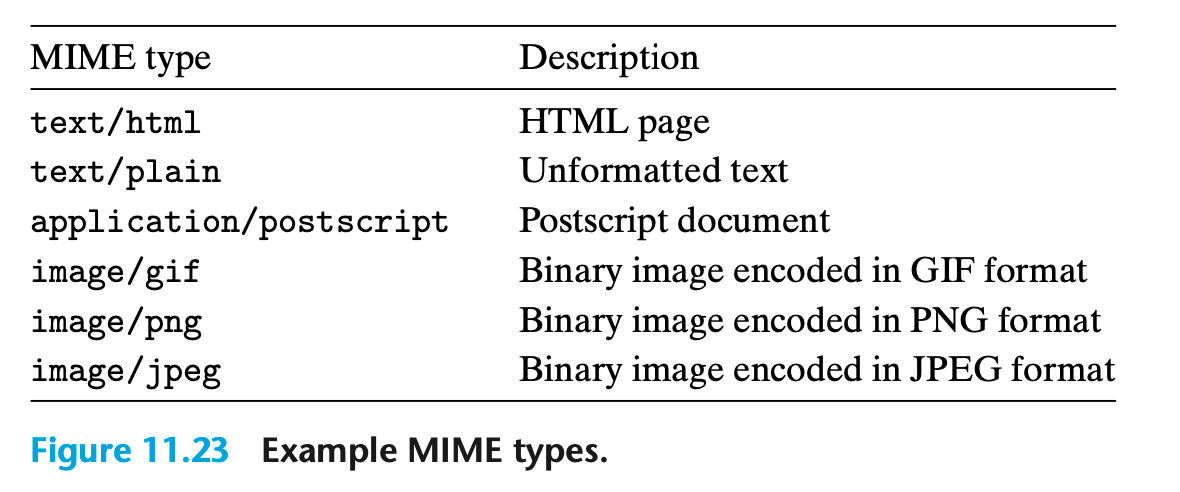 MIME type Description
text/html HTML page
text/plain Unformatted text
application/postscript Postscript document
image/gif Binary image encoded in GIF format
image/png Binary image encoded in PNG format
image/jpeg Binary image encoded in JPEG format
Figure 11.23 Example MIME types.